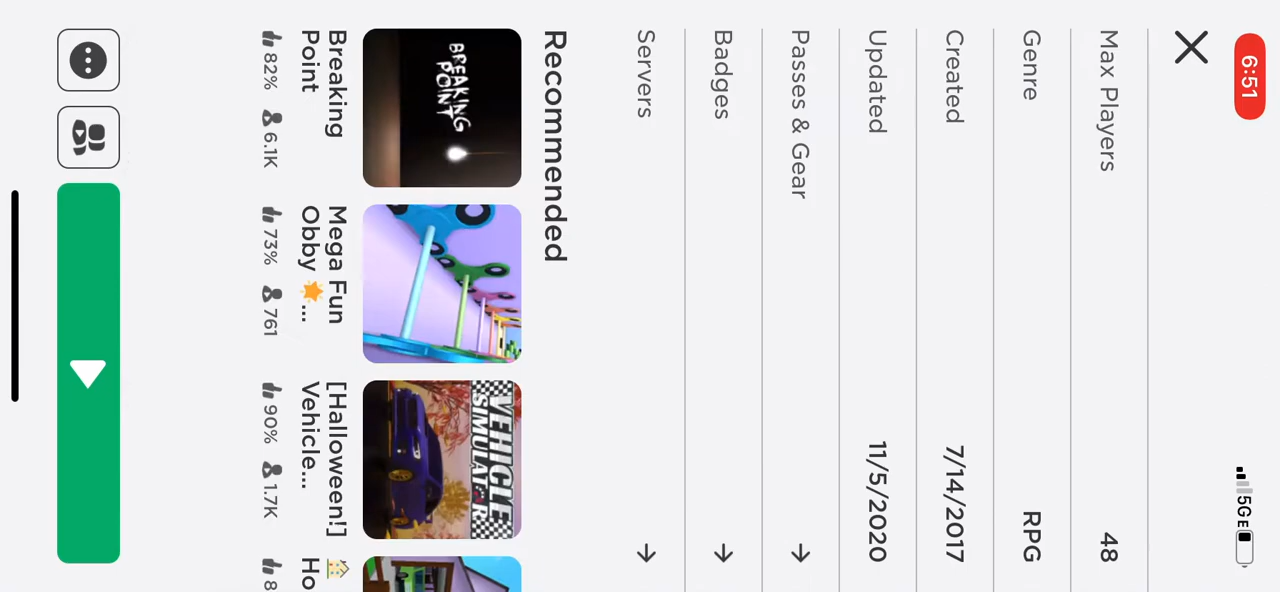 6:51
5GE
Max Players 48
Genre RPG
Created 7/14/2017
Updated 11/5/2020
Passes & Gear
Badges
Servers
Recommended
BREAKING
POINT
VEHICLE
SIMULATOR
Breaking
Point
82% 6.1K
Mega Fun
Obby 🌟...
73% 761
[Halloween!]
Vehicle...
90% 1.7K
🏠
Ho
8